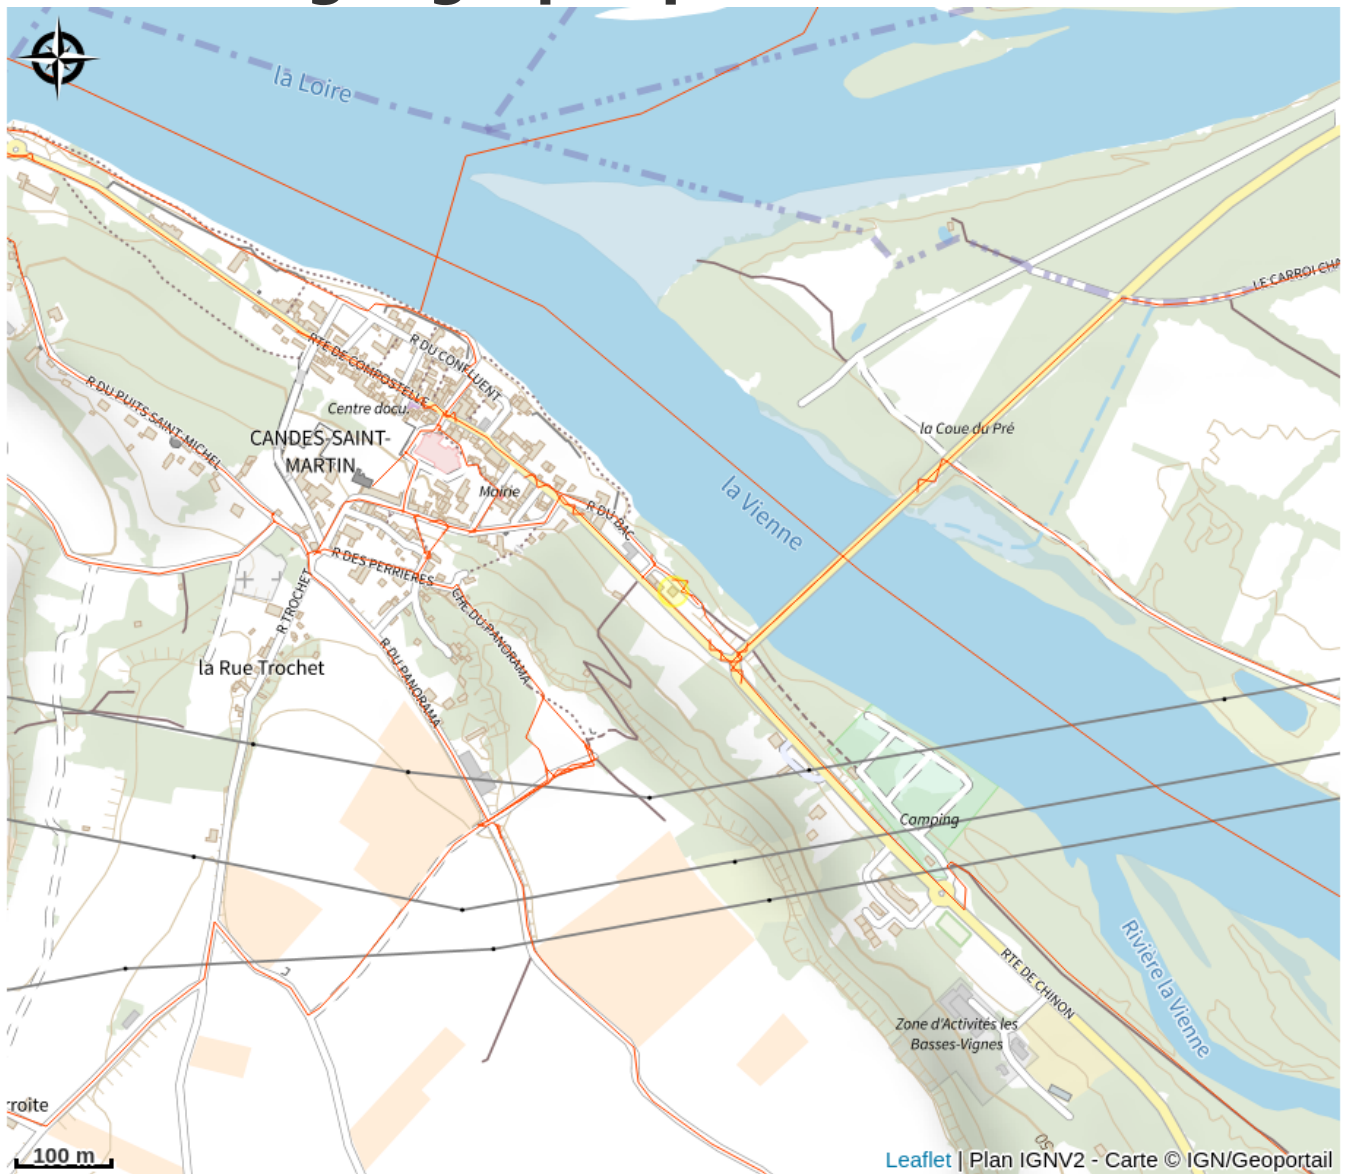 la Loire
LE CARROI CHA
R DU CONFLUENT
RTE DE COMPOSTELLE
R DU PUITS SAINT-MICHEL
Centre docu.
la Coue du Pré
CANDES-SAINT-
MARTIN
Mairie
la Vienne
R DU BAC
R DES PERRIERES
R TROCHET
CHE DU PANORAMA
la Rue Trochet
R DU PANORAMA
Camping
Rivière la Vienne
RTE DE CHINON
Zone d'Activités les
Basses-Vignes
rroite
50
100 m
Leaflet | Plan IGNV2 - Carte © IGN/Geoportail